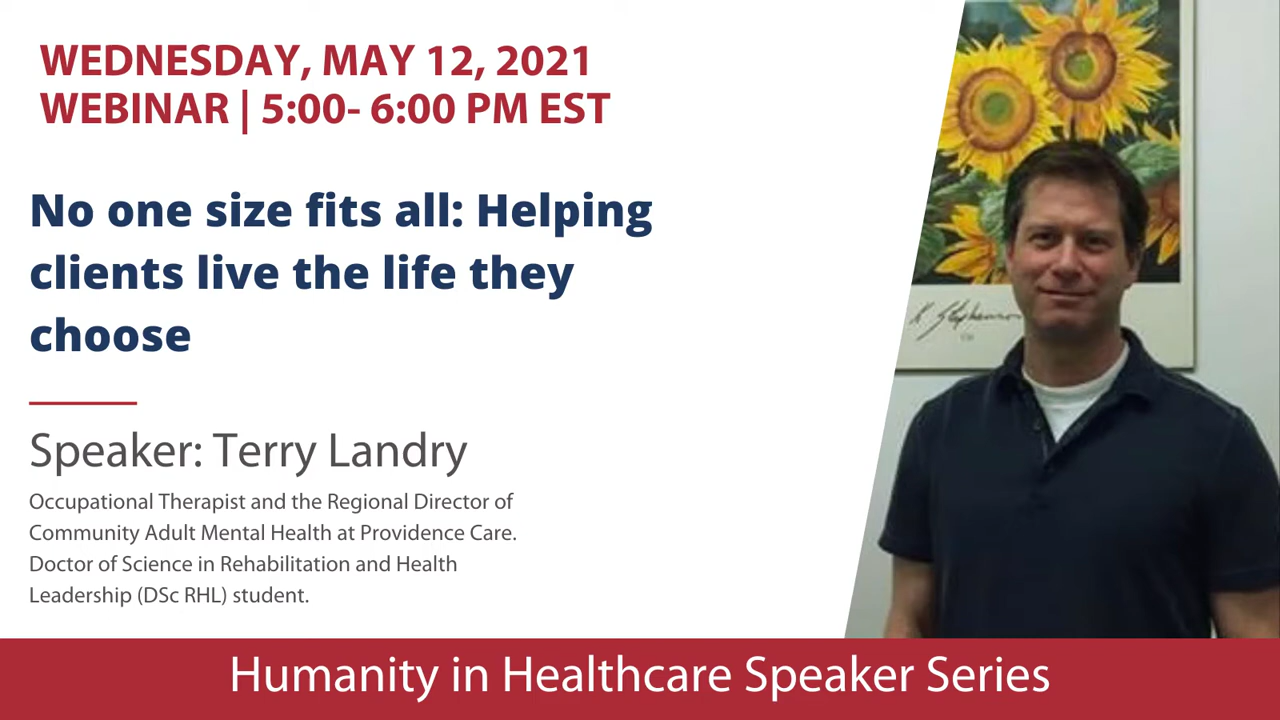 WEDNESDAY, MAY 12, 2021
WEBINAR | 5:00- 6:00 PM EST
No one size fits all: Helping
clients live the life they
choose
Speaker: Terry Landry
Occupational Therapist and the Regional Director of
Community Adult Mental Health at Providence Care.
Doctor of Science in Rehabilitation and Health
Leadership (DSc RHL) student.
Humanity in Healthcare Speaker Series